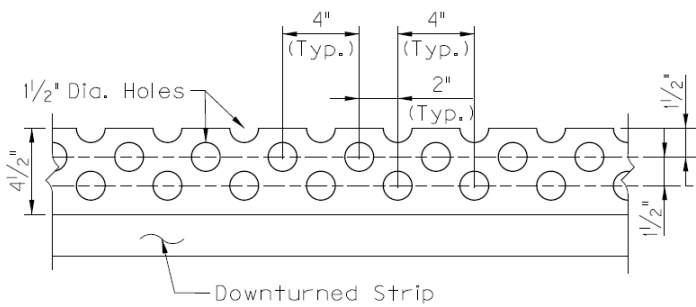 4" 4"
(Typ.) (Typ.)
1½" Dia. Holes 2" 1½"
(Typ.)
4½"
1½"
Downturned Strip